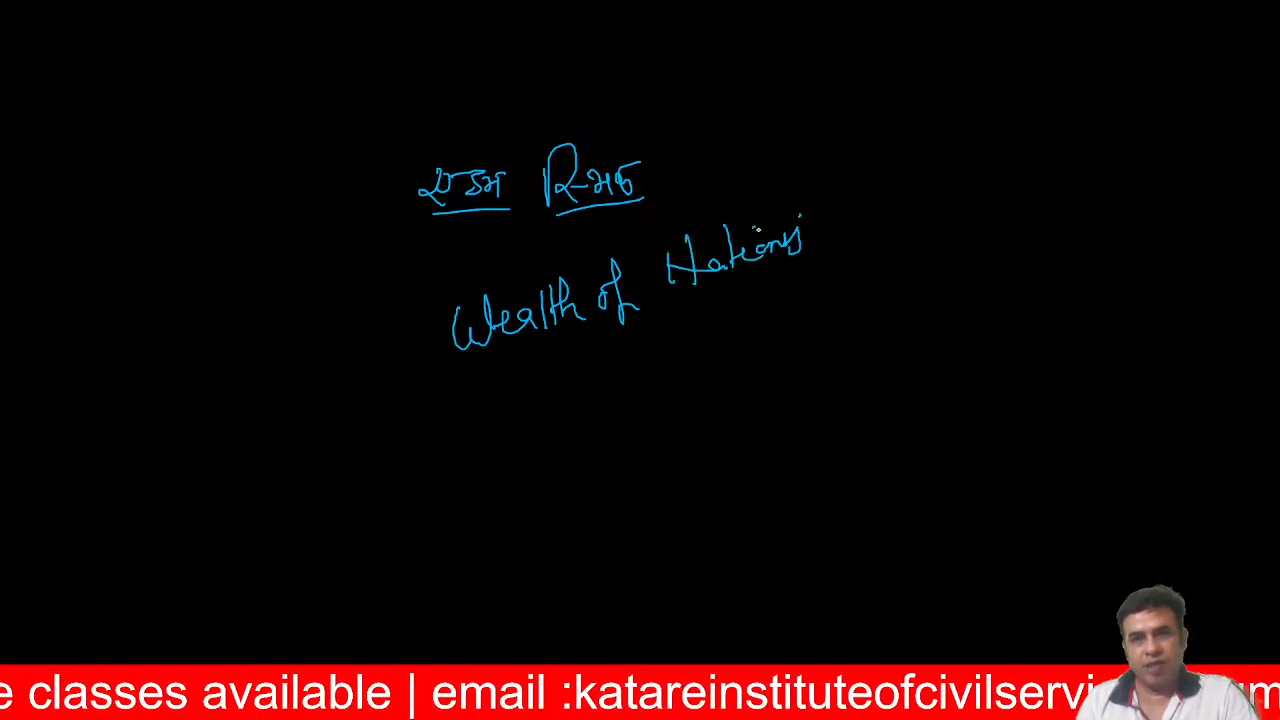 एडम स्मिथ
Wealth of Nations
e classes available | email :katareinstituteofcivilservi